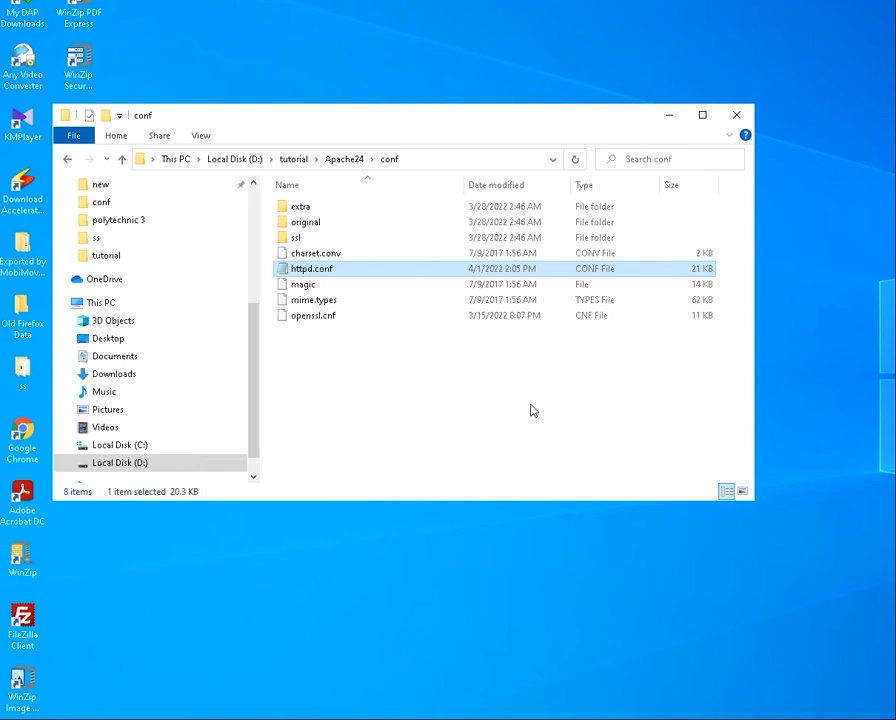 My DAP
Downloads
WinZip PDF
Express
Any Video
Converter
WinZip
Secur...
KMPlayer
Download
Accelerat...
Exported by
MobiMov...
Old Firefox
Data
ss
Google
Chrome
Adobe
Acrobat DC
WinZip
FileZilla
Client
WinZip
Image ...
conf
File Home Share View
This PC > Local Disk (D:) > tutorial > Apache24 > conf
Search conf
new
conf
polytechnic 3
ss
tutorial
OneDrive
This PC
3D Objects
Desktop
Documents
Downloads
Music
Pictures
Videos
Local Disk (C:)
Local Disk (D:)
Name Date modified Type Size
extra 3/28/2022 2:46 AM File folder
original 3/28/2022 2:46 AM File folder
ssl 3/28/2022 2:46 AM File folder
charset.conv 7/9/2017 1:56 AM CONV File 2 KB
httpd.conf 4/1/2022 2:05 PM CONF File 21 KB
magic 7/9/2017 1:56 AM File 14 KB
mime.types 7/9/2017 1:56 AM TYPES File 62 KB
openssl.cnf 3/15/2022 8:07 PM CNF File 11 KB
8 items 1 item selected 20.3 KB